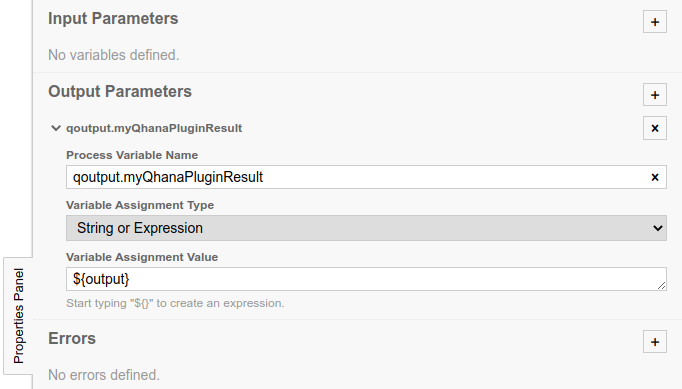 Input Parameters
+
No variables defined.
Output Parameters
+
qoutput.myQhanaPluginResult
×
Process Variable Name
qoutput.myQhanaPluginResult
×
Variable Assignment Type
String or Expression
Variable Assignment Value
${output}
Start typing "${}" to create an expression.
Properties Panel
Errors
+
No errors defined.